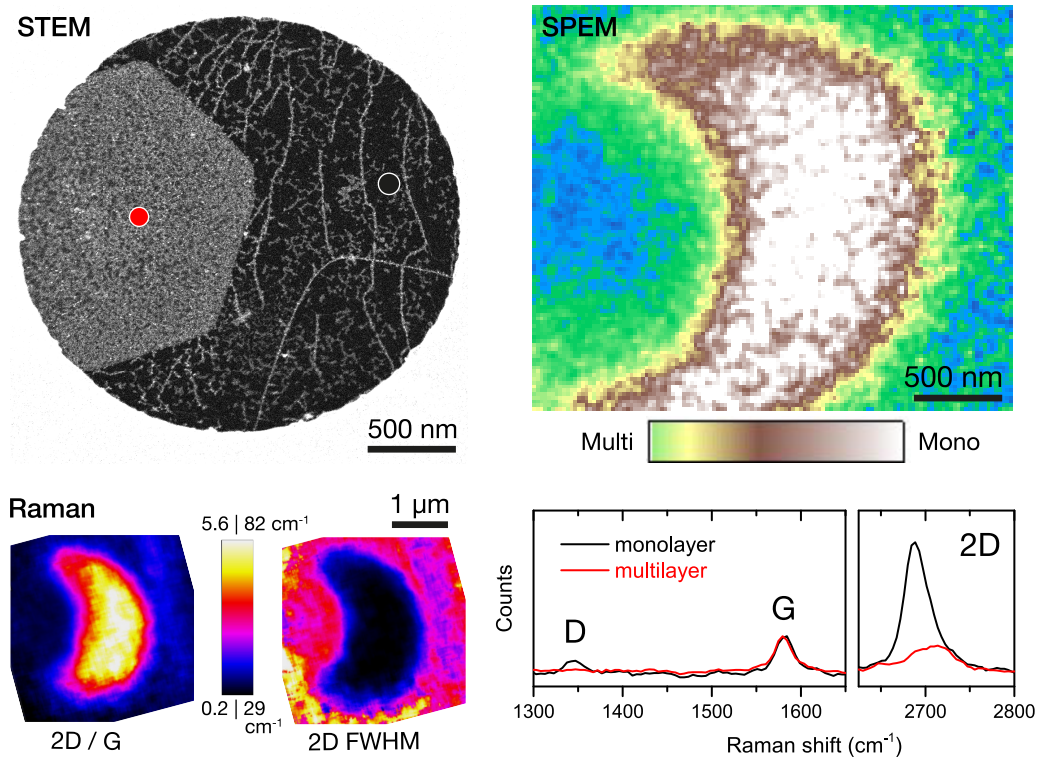 STEM
500 nm
SPEM
500 nm
Multi
Mono
Raman
1 µm
5.6 | 82 cm⁻¹
0.2 | 29
cm⁻¹
2D / G
2D FWHM
monolayer
multilayer
D
G
2D
Counts
1300
1400
1500
1600
2700
2800
Raman shift (cm⁻¹)